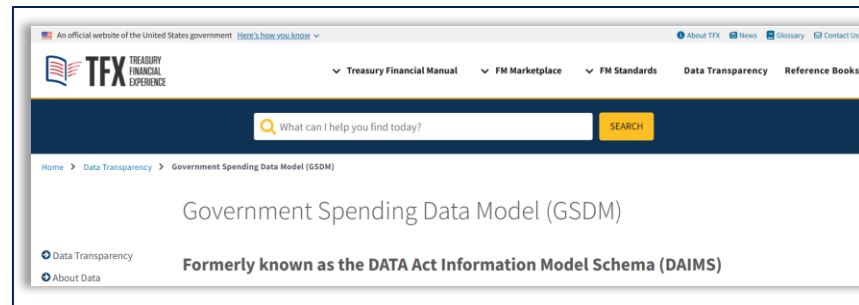 An official website of the United States government Here's how you know
About TFX News Glossary Contact Us
TFX TREASURY FINANCIAL EXPERIENCE
Treasury Financial Manual FM Marketplace FM Standards Data Transparency Reference Books
What can I help you find today? SEARCH
Home > Data Transparency > Government Spending Data Model (GSDM)
Government Spending Data Model (GSDM)
Data Transparency
Formerly known as the DATA Act Information Model Schema (DAIMS)
About Data